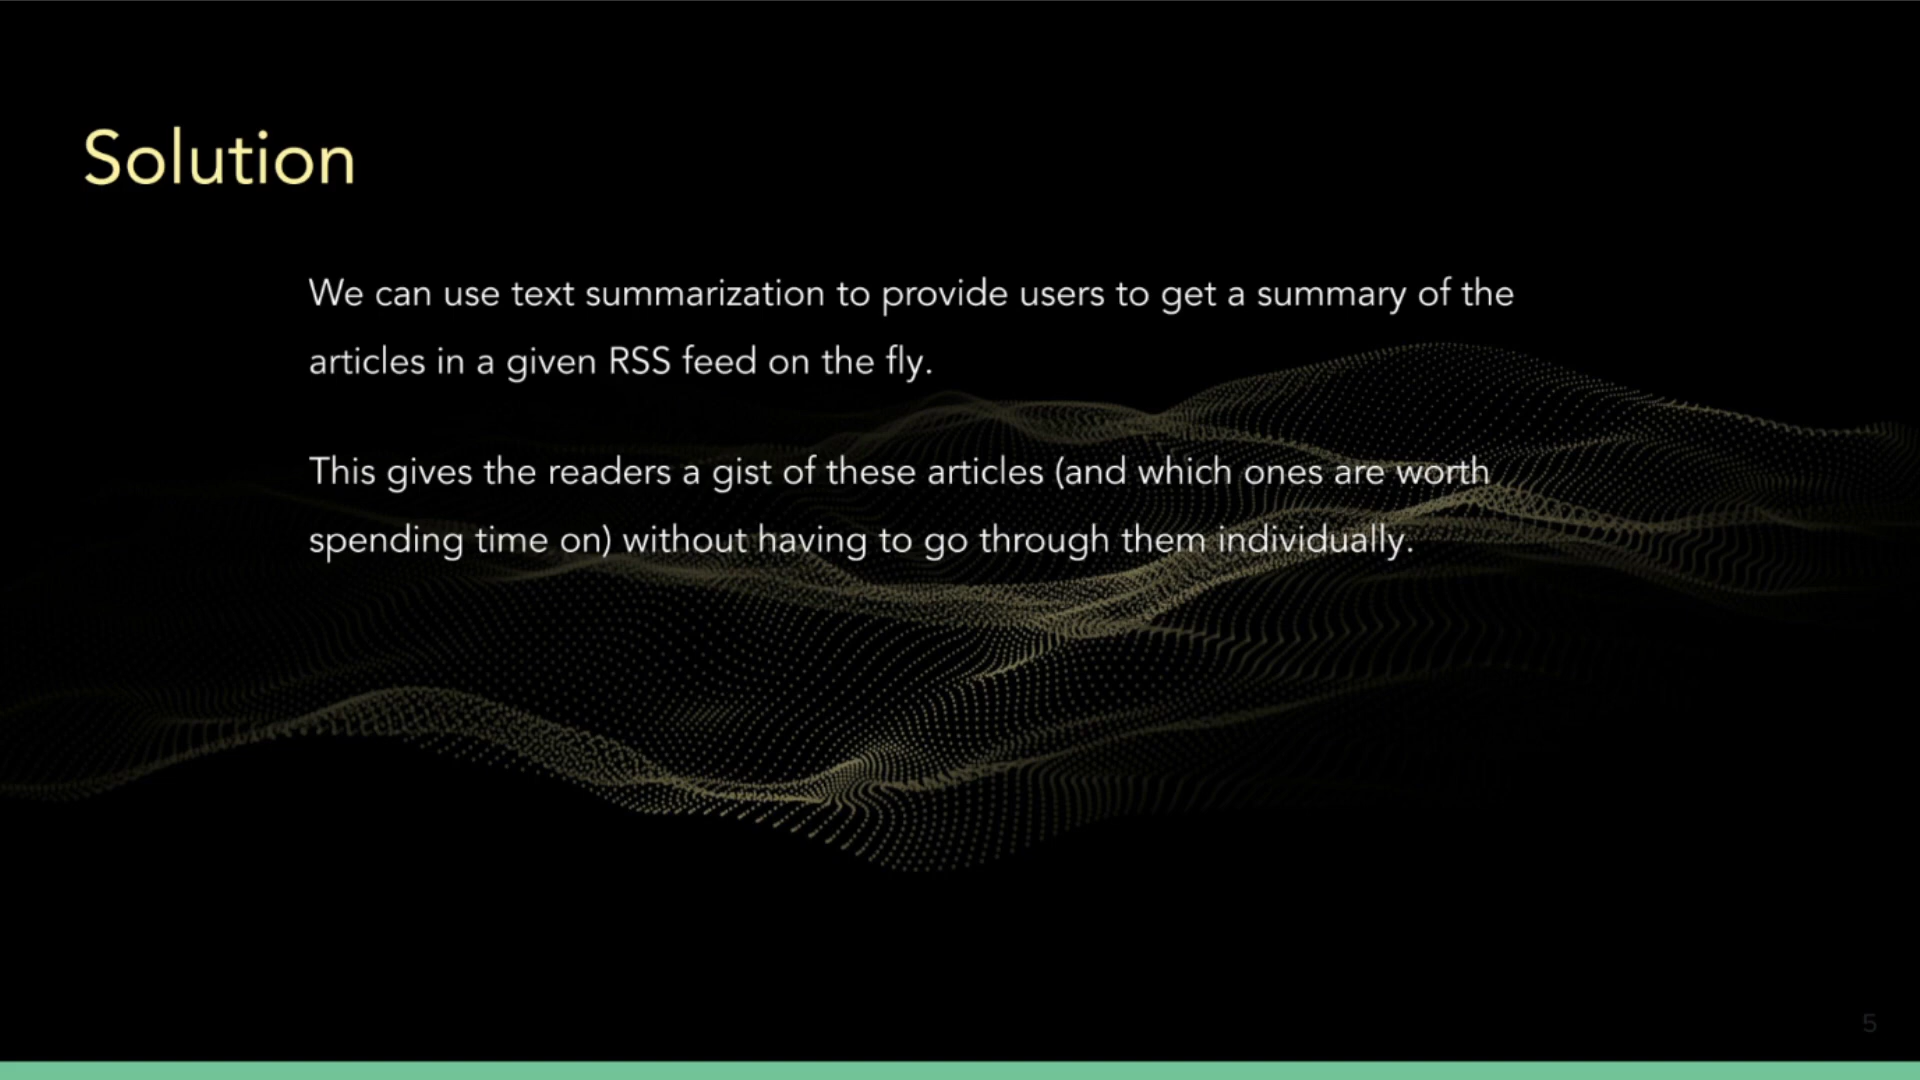 Solution
We can use text summarization to provide users to get a summary of the
articles in a given RSS feed on the fly.
This gives the readers a gist of these articles (and which ones are worth
spending time on) without having to go through them individually.
5